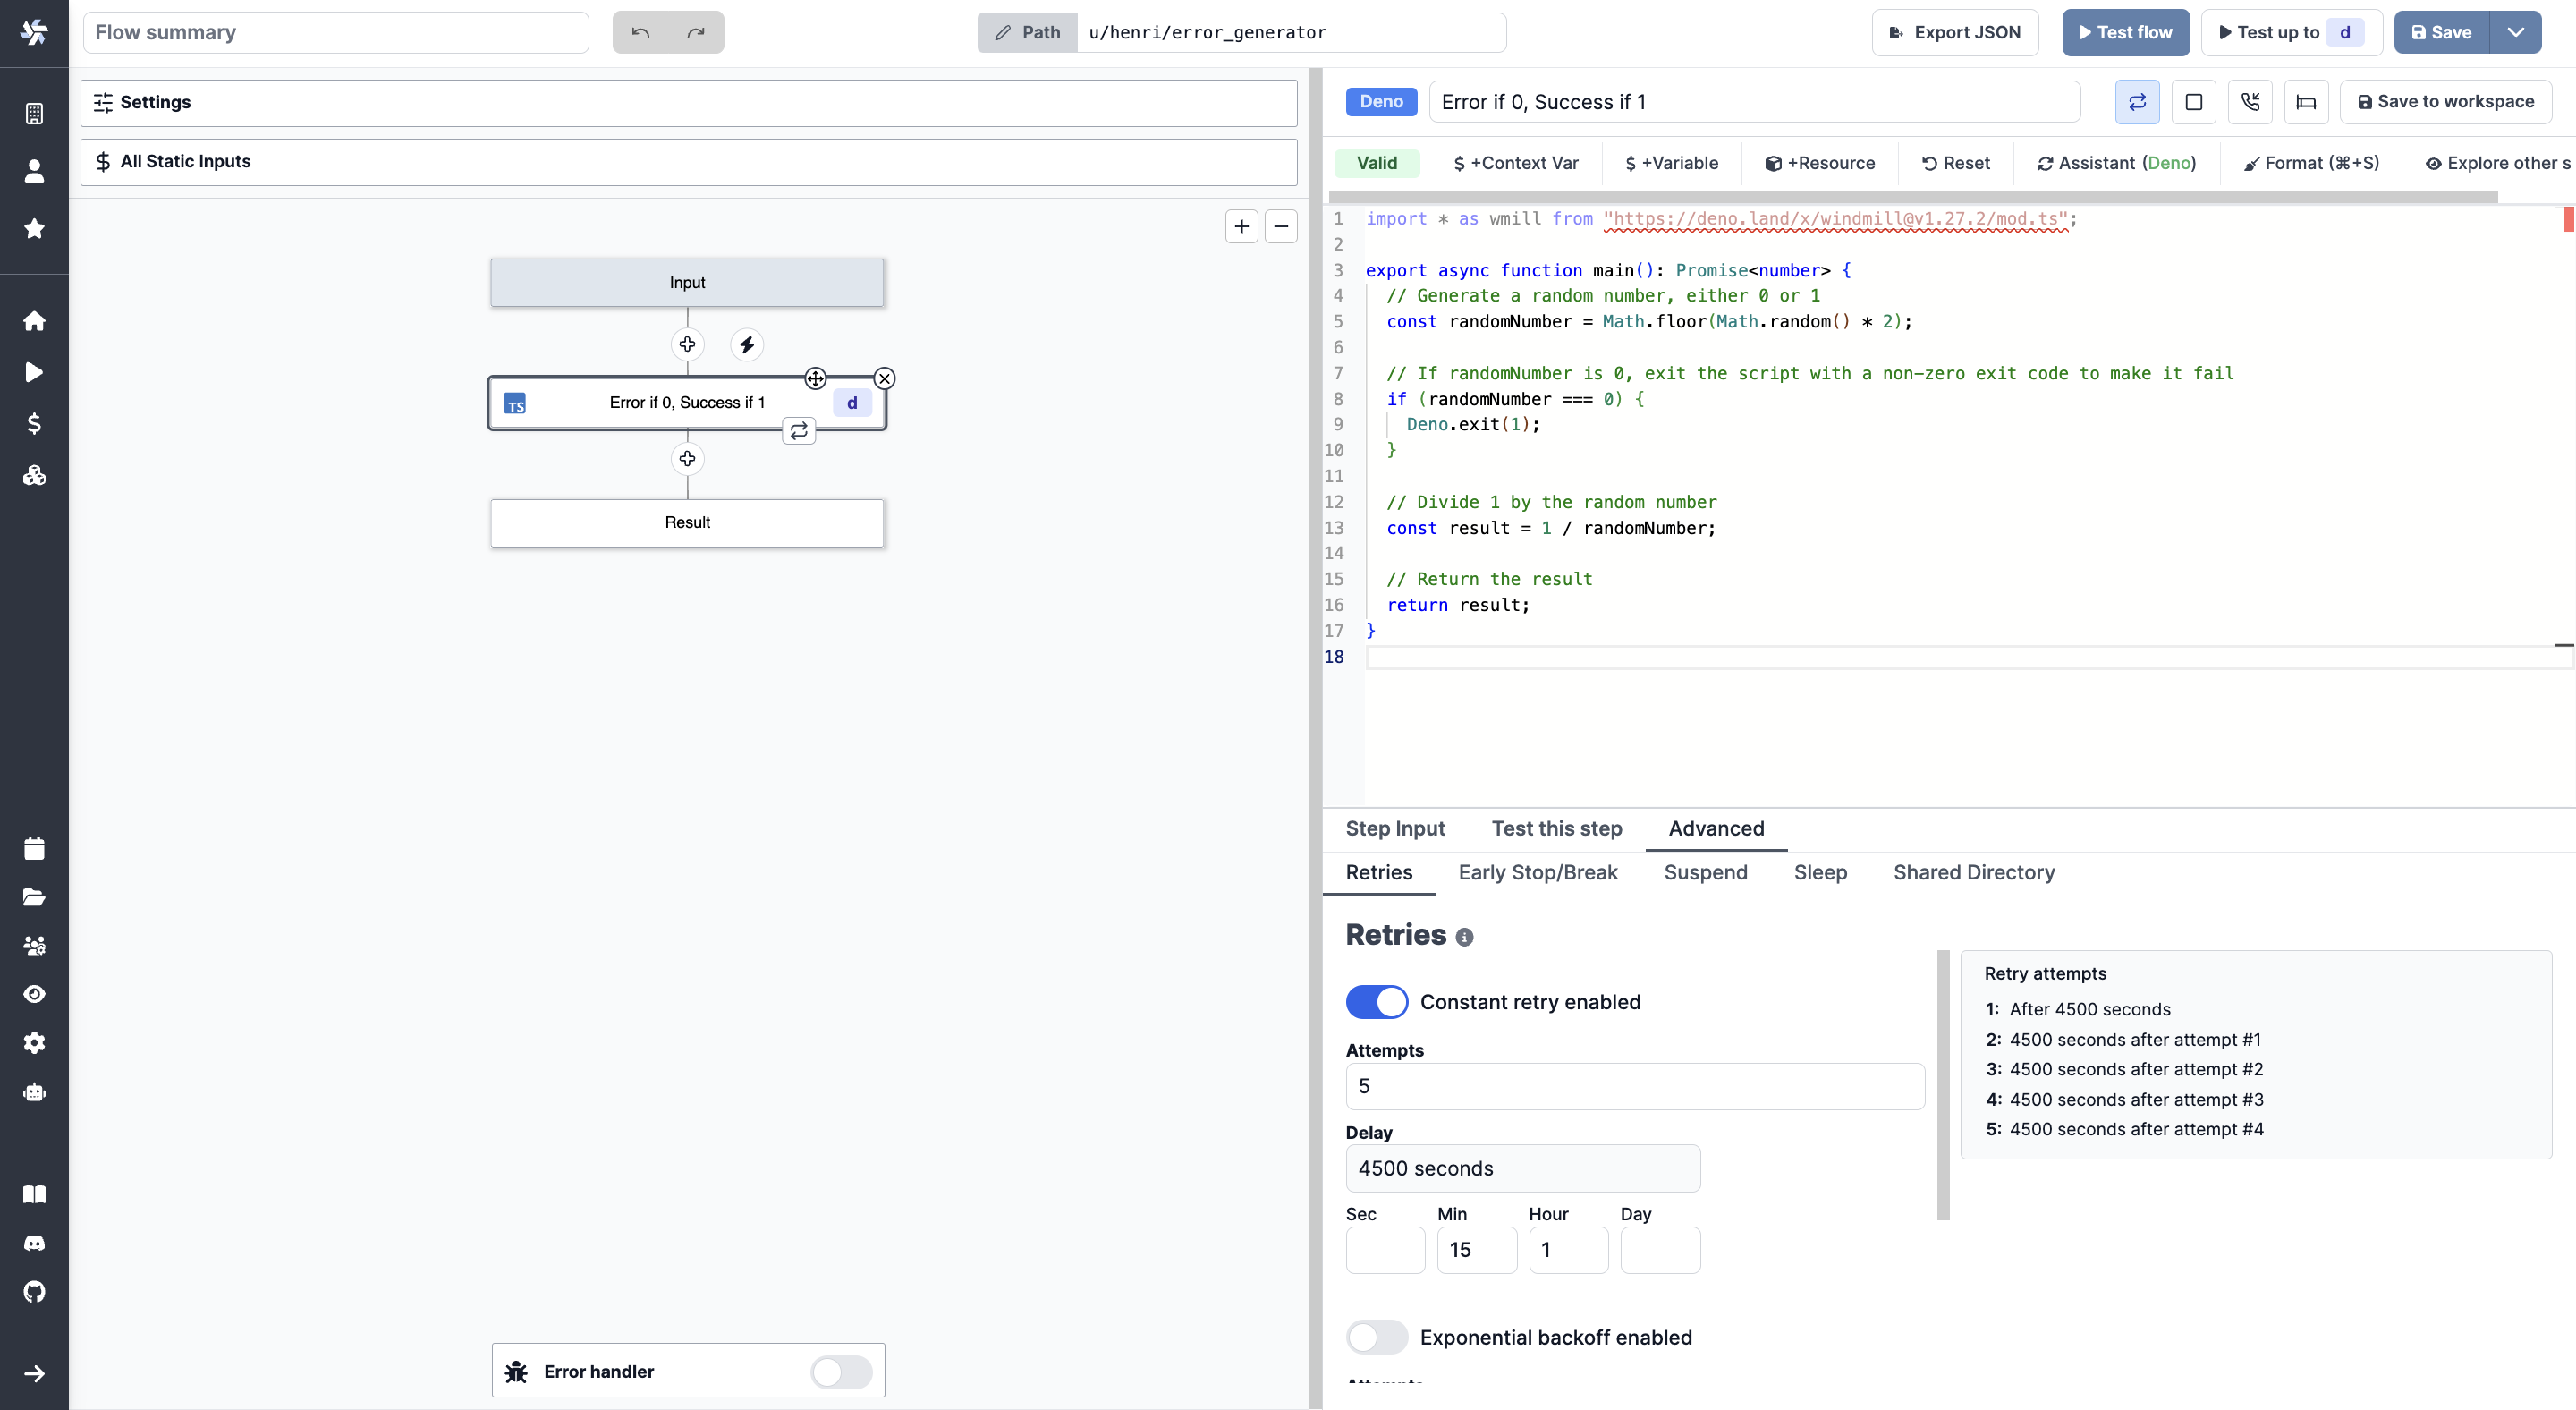 Flow summary
Path
u/henri/error_generator
Export JSON
Test flow
Test up to d
Save
Settings
All Static Inputs
Input
TS
Error if 0, Success if 1
d
Result
Error handler
Deno
Error if 0, Success if 1
Save to workspace
Valid
$ +Context Var
$ +Variable
+Resource
Reset
Assistant (Deno)
Format (⌘+S)
Explore other s
1 import * as wmill from "https://deno.land/x/windmill@v1.27.2/mod.ts";
2
3 export async function main(): Promise<number> {
4 // Generate a random number, either 0 or 1
5 const randomNumber = Math.floor(Math.random() * 2);
6
7 // If randomNumber is 0, exit the script with a non-zero exit code to make it fail
8 if (randomNumber === 0) {
9 Deno.exit(1);
10 }
11
12 // Divide 1 by the random number
13 const result = 1 / randomNumber;
14
15 // Return the result
16 return result;
17 }
18
Step Input
Test this step
Advanced
Retries
Early Stop/Break
Suspend
Sleep
Shared Directory
Retries
Constant retry enabled
Attempts
5
Delay
4500 seconds
Sec Min Hour Day
15 1
Exponential backoff enabled
Retry attempts
1: After 4500 seconds
2: 4500 seconds after attempt #1
3: 4500 seconds after attempt #2
4: 4500 seconds after attempt #3
5: 4500 seconds after attempt #4